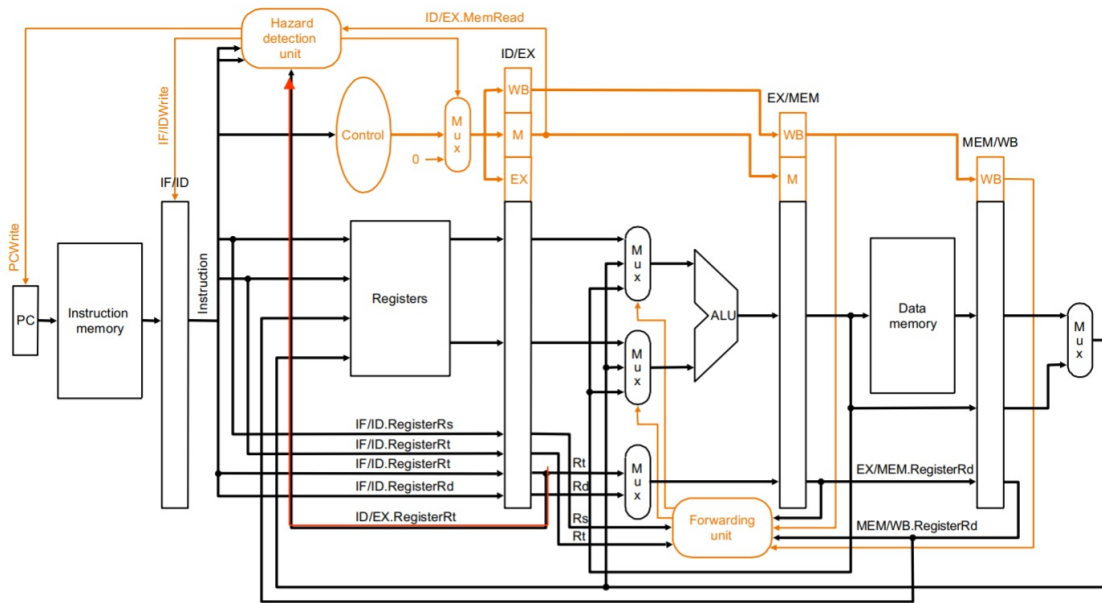 Hazard
detection
unit
ID/EX.MemRead
ID/EX
WB
EX/MEM
IF/IDWrite
Control
M
u
x
M
WB
MEM/WB
0
EX
M
WB
IF/ID
PCWrite
Instruction
PC
Instruction
memory
Registers
M
u
x
ALU
Data
memory
M
u
x
M
u
x
IF/ID.RegisterRs
IF/ID.RegisterRt
IF/ID.RegisterRt
Rt
M
u
x
EX/MEM.RegisterRd
IF/ID.RegisterRd
Rd
ID/EX.RegisterRt
Rs
Forwarding
unit
MEM/WB.RegisterRd
Rt